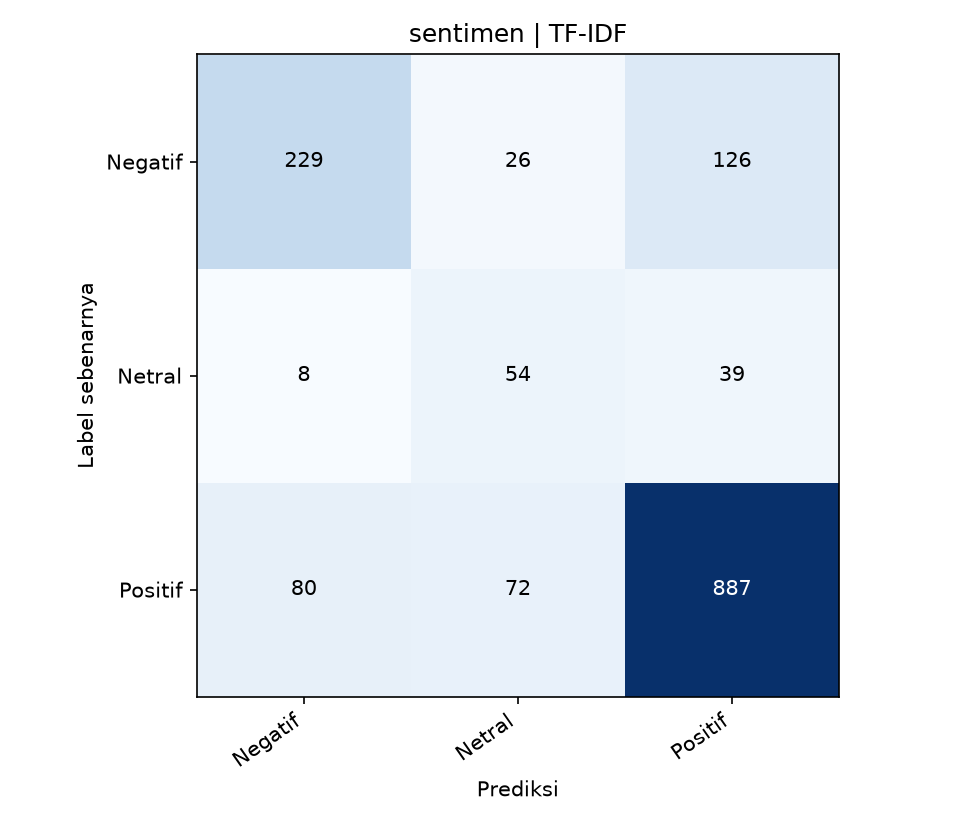 sentimen | TF-IDF
Negatif
229
26
126
Label sebenarnya
Netral
8
54
39
Positif
80
72
887
Negatif
Netral
Positif
Prediksi